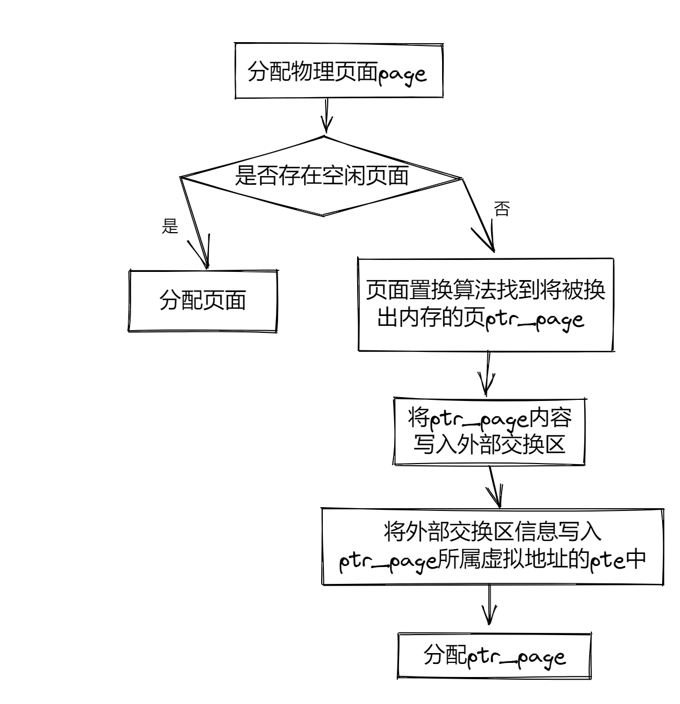 分配物理页面page
是否存在空闲页面
是
否
分配页面
页面置换算法找到将被换
出内存的页ptr_page
将ptr_page内容
写入外部交换区
将外部交换区信息写入
ptr_page所属虚拟地址的pte中
分配ptr_page